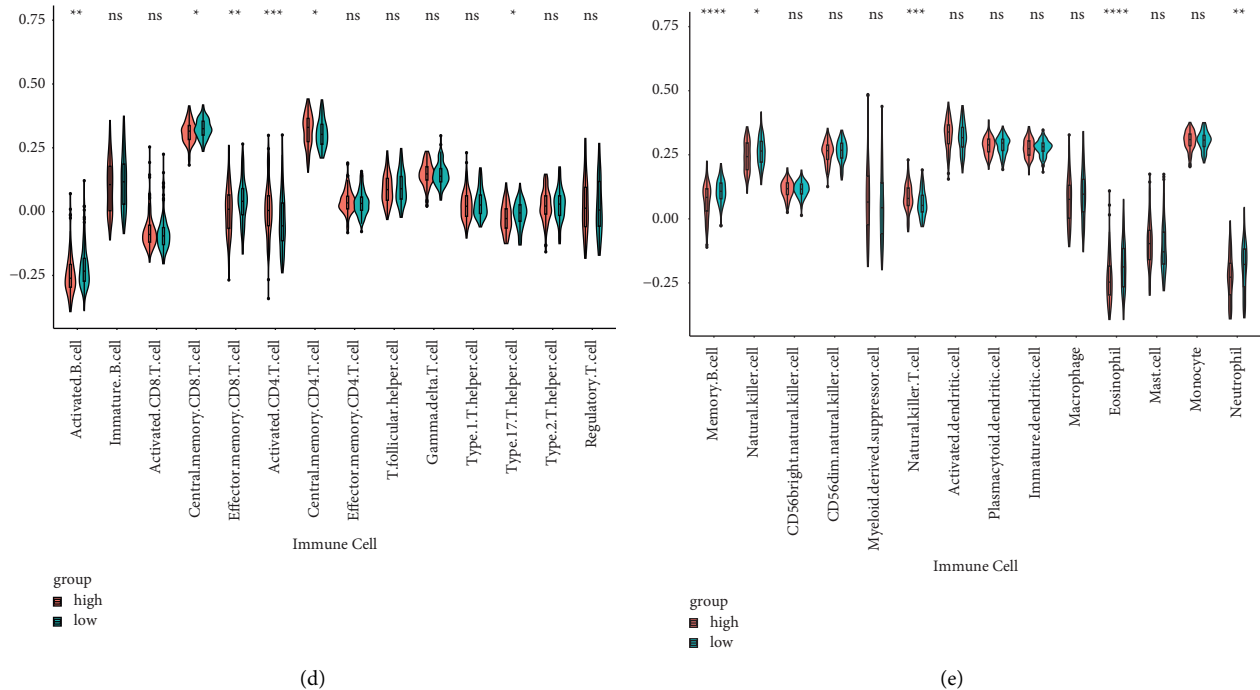 ** ns ns * ** *** * ns ns ns ns * ns ns
0.75
0.50
0.25
0.00
−0.25
Activated.B.cell
Immature..B.cell
Activated.CD8.T.cell
Central.memory.CD8.T.cell
Effector.memory.CD8.T.cell
Activated.CD4.T.cell
Central.memory.CD4.T.cell
Effector.memory.CD4.T.cell
T.follicular.helper.cell
Gamma.delta.T.cell
Type.1.T.helper.cell
Type.17.T.helper.cell
Type.2.T.helper.cell
Regulatory.T.cell
Immune Cell
group
high
low
(d)
**** * ns ns ns *** ns ns ns ns **** ns ns **
0.75
0.50
0.25
0.00
−0.25
Memory.B.cell
Natural.killer.cell
CD56bright.natural.killer.cell
CD56dim.natural.killer.cell
Myeloid.derived.suppressor.cell
Natural.killer.T.cell
Activated.dendritic.cell
Plasmacytoid.dendritic.cell
Immature.dendritic.cell
Macrophage
Eosinophil
Mast.cell
Monocyte
Neutrophil
Immune Cell
group
high
low
(e)